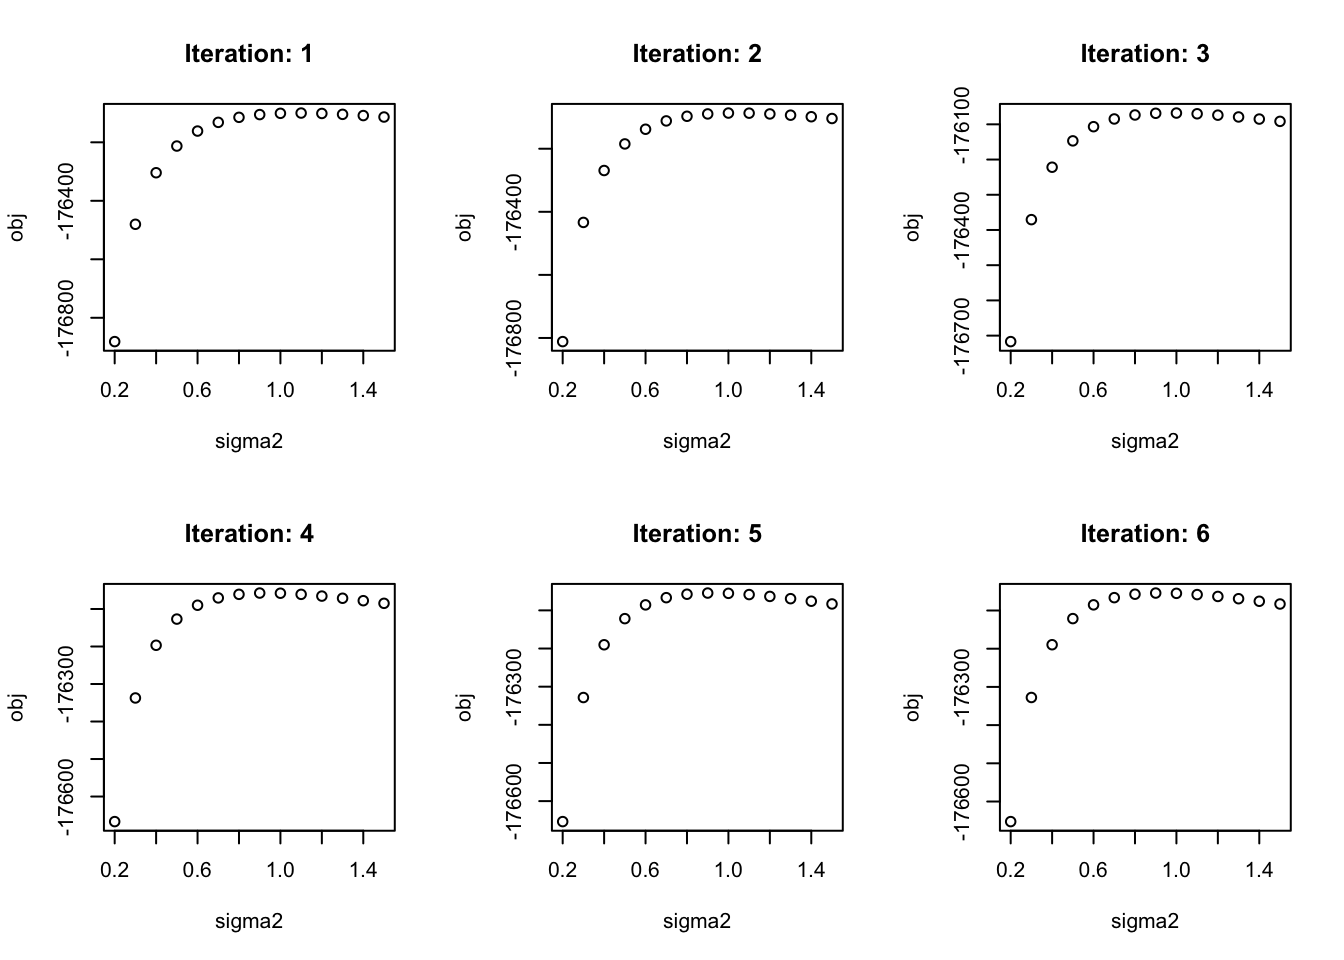 Iteration: 1
obj
-176400
-176800
0.2 0.6 1.0 1.4
sigma2
Iteration: 2
obj
-176400
-176800
0.2 0.6 1.0 1.4
sigma2
Iteration: 3
obj
-176100
-176400
-176700
0.2 0.6 1.0 1.4
sigma2
Iteration: 4
obj
-176300
-176600
0.2 0.6 1.0 1.4
sigma2
Iteration: 5
obj
-176300
-176600
0.2 0.6 1.0 1.4
sigma2
Iteration: 6
obj
-176300
-176600
0.2 0.6 1.0 1.4
sigma2